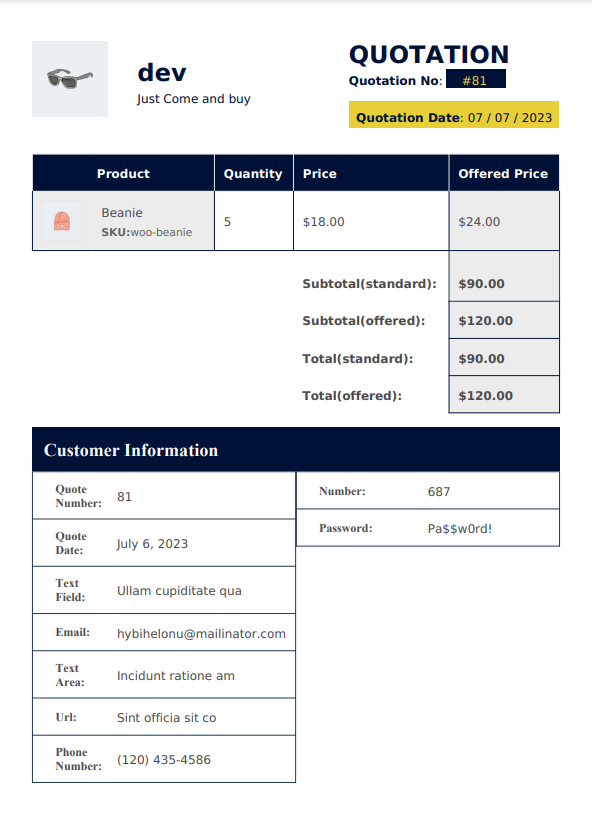 dev
Just Come and buy
QUOTATION
Quotation No: #81
Quotation Date: 07 / 07 / 2023
Product Quantity Price Offered Price
Beanie
SKU:woo-beanie
5 $18.00 $24.00
Subtotal(standard): $90.00
Subtotal(offered): $120.00
Total(standard): $90.00
Total(offered): $120.00
Customer Information
Quote
Number:
81
Quote
Date:
July 6, 2023
Text
Field:
Ullam cupiditate qua
Email: hybihelonu@mailinator.com
Text
Area:
Incidunt ratione am
Url: Sint officia sit co
Phone
Number:
(120) 435-4586
Number: 687
Password: Pa$$w0rd!